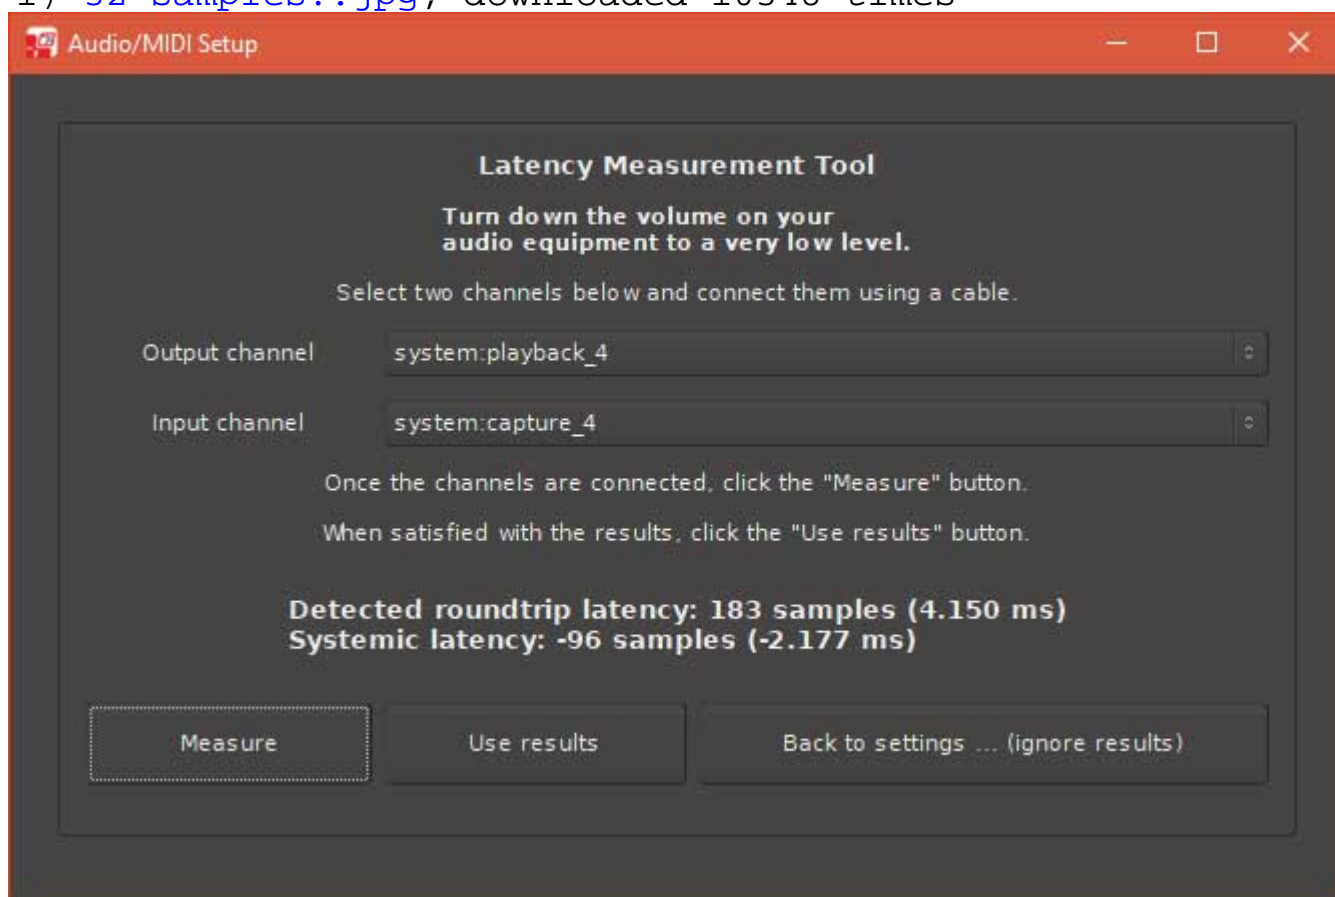 downloaded
times
Audio/MIDI Setup
Latency Measurement Tool
Turn down the volume on your
audio equipment to a very low level.
Select two channels below and connect them using a cable.
Output channel system:playback_4
Input channel system:capture_4
Once the channels are connected, click the "Measure" button.
When satisfied with the results, click the "Use results" button.
Detected roundtrip latency: 183 samples (4.150 ms)
Systemic latency: -96 samples (-2.177 ms)
Measure Use results Back to settings ... (ignore results)